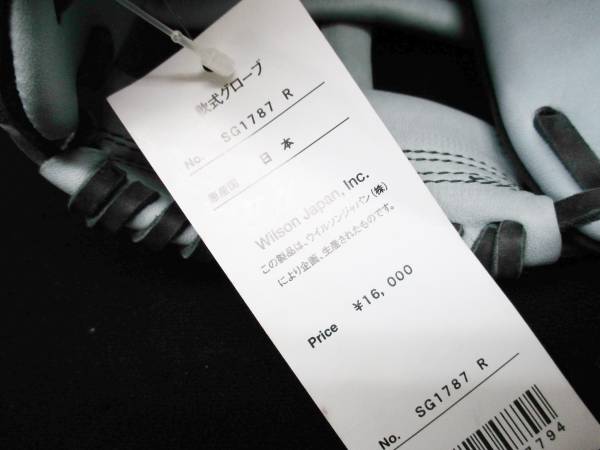 軟式グローブ
No. SG1787 R
原産国 日本
Wilson Japan, Inc.
この製品は、ウイルソンジャパン(株)
により企画、生産されたものです。
Price ¥16,000
No. SG1787 R
7794